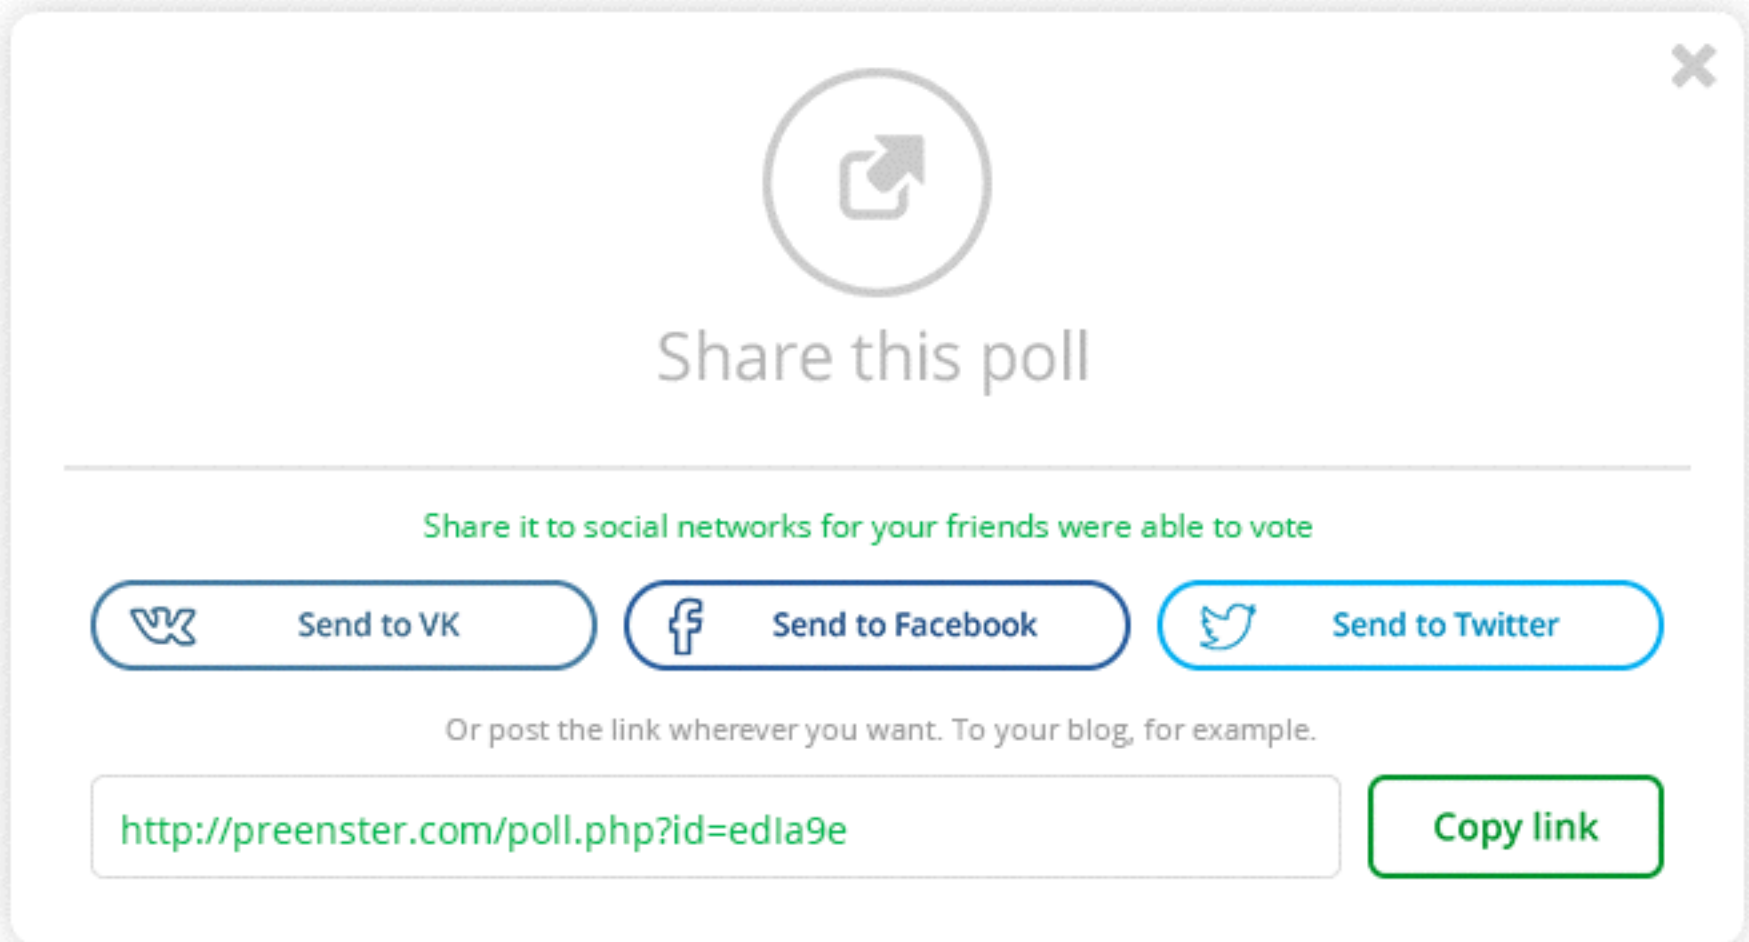 Share this poll
Share it to social networks for your friends were able to vote
Send to VK
Send to Facebook
Send to Twitter
Or post the link wherever you want. To your blog, for example.
http://preenster.com/poll.php?id=edIa9e
Copy link